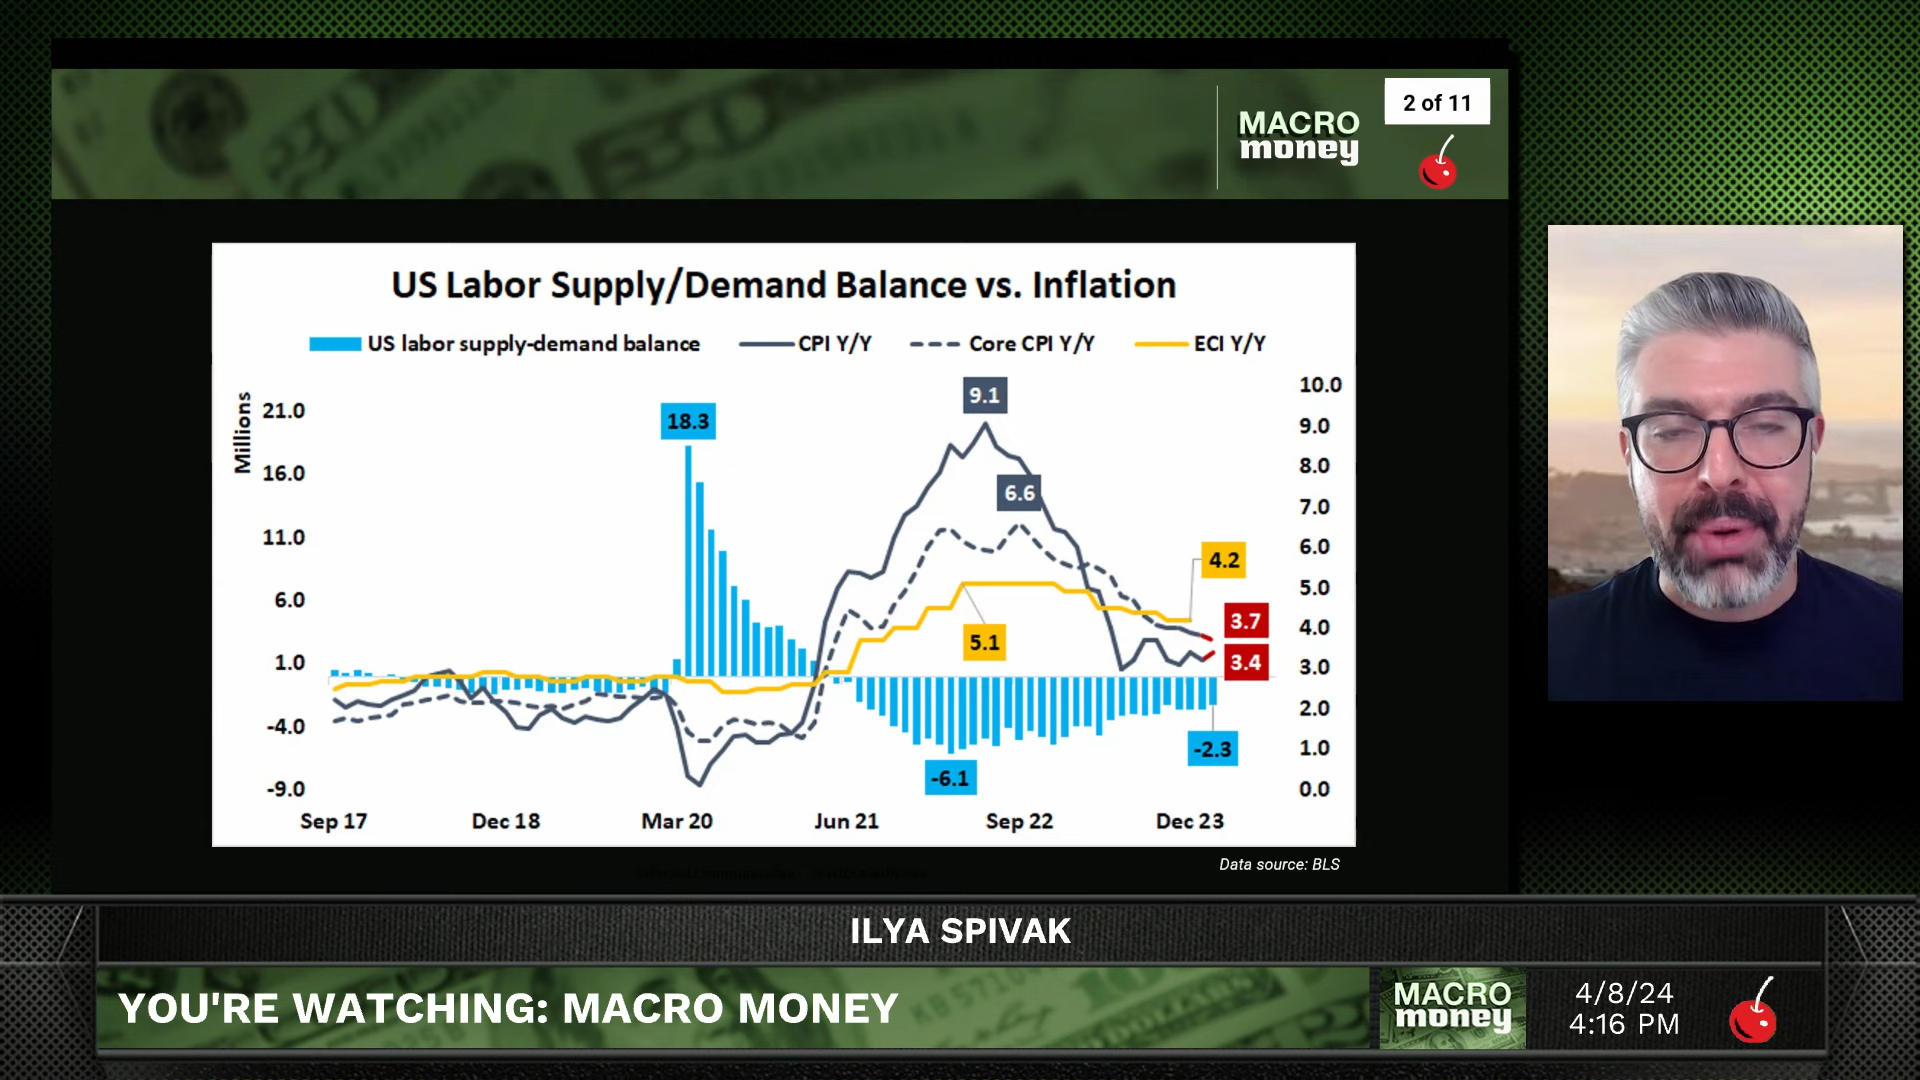 MACRO
money
2 of 11
US Labor Supply/Demand Balance vs. Inflation
US labor supply-demand balance CPI Y/Y Core CPI Y/Y ECI Y/Y
Millions
21.0
16.0
11.0
6.0
1.0
-4.0
-9.0
18.3
9.1
6.6
5.1
4.2
3.7
3.4
-6.1
-2.3
10.0
9.0
8.0
7.0
6.0
5.0
4.0
3.0
2.0
1.0
0.0
Sep 17 Dec 18 Mar 20 Jun 21 Sep 22 Dec 23
Data source: BLS
ILYA SPIVAK
YOU'RE WATCHING: MACRO MONEY
MACRO
money
4/8/24
4:16 PM